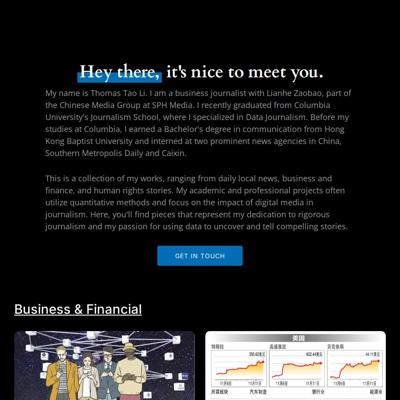 Hey there, it's nice to meet you.
My name is Thomas Tao Li. I am a business journalist with Lianhe Zaobao, part of
the Chinese Media Group at SPH Media. I recently graduated from Columbia
University's Journalism School, where I specialized in Data Journalism. Before my
studies at Columbia, I earned a Bachelor's degree in communication from Hong
Kong Baptist University and interned at two prominent news agencies in China,
Southern Metropolis Daily and Caixin.
This is a collection of my works, ranging from daily local news, business and
finance, and human rights stories. My academic and professional projects often
utilize quantitative methods and focus on the impact of digital media in
journalism. Here, you'll find pieces that represent my dedication to rigorous
journalism and my passion for using data to uncover and tell compelling stories.
GET IN TOUCH
Business & Financial
美国